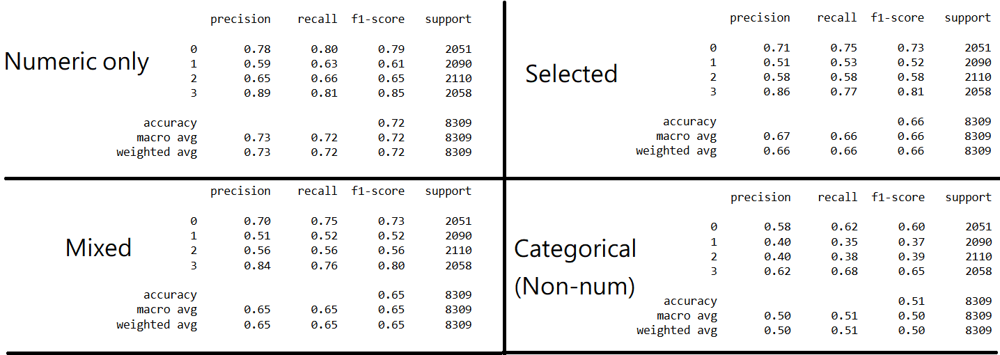 Numeric only
precision recall f1-score support
0 0.78 0.80 0.79 2051
1 0.59 0.63 0.61 2090
2 0.65 0.66 0.65 2110
3 0.89 0.81 0.85 2058
accuracy 0.72 8309
macro avg 0.73 0.72 0.72 8309
weighted avg 0.73 0.72 0.72 8309
Selected
precision recall f1-score support
0 0.71 0.75 0.73 2051
1 0.51 0.53 0.52 2090
2 0.58 0.58 0.58 2110
3 0.86 0.77 0.81 2058
accuracy 0.66 8309
macro avg 0.67 0.66 0.66 8309
weighted avg 0.66 0.66 0.66 8309
Mixed
precision recall f1-score support
0 0.70 0.75 0.73 2051
1 0.51 0.52 0.52 2090
2 0.56 0.56 0.56 2110
3 0.84 0.76 0.80 2058
accuracy 0.65 8309
macro avg 0.65 0.65 0.65 8309
weighted avg 0.65 0.65 0.65 8309
Categorical
(Non-num)
precision recall f1-score support
0 0.58 0.62 0.60 2051
1 0.40 0.35 0.37 2090
2 0.40 0.38 0.39 2110
3 0.62 0.68 0.65 2058
accuracy 0.51 8309
macro avg 0.50 0.51 0.50 8309
weighted avg 0.50 0.51 0.50 8309